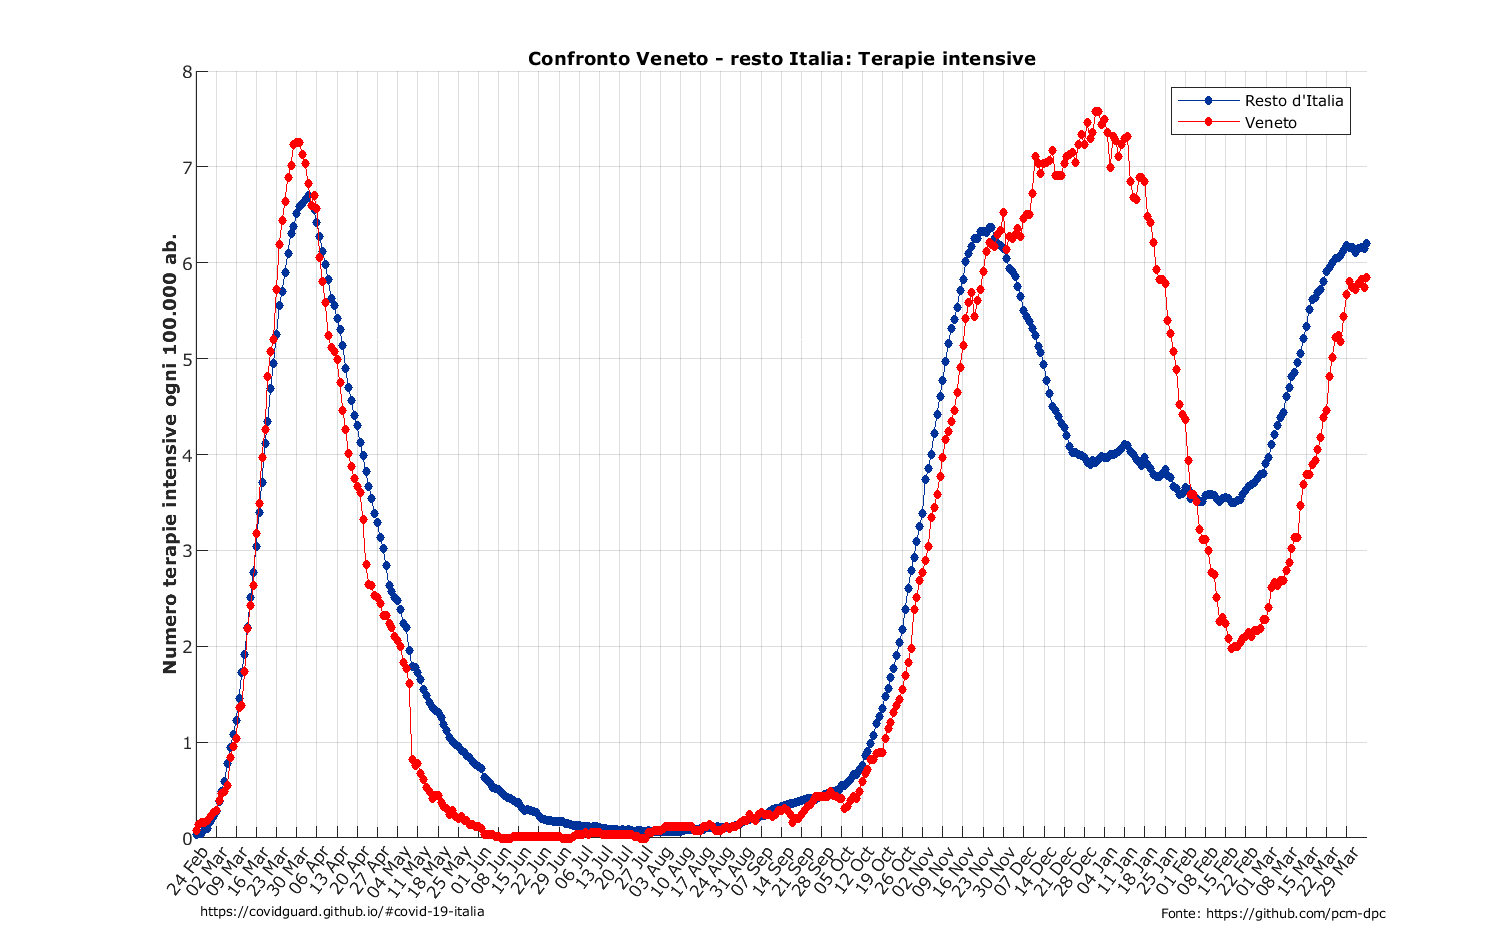 Confronto Veneto - resto Italia: Terapie intensive
Resto d'Italia
Veneto
Numero terapie intensive ogni 100.000 ab.
8
7
6
5
4
3
2
1
0
24 Feb
02 Mar
09 Mar
16 Mar
23 Mar
30 Mar
06 Apr
13 Apr
20 Apr
27 Apr
04 May
11 May
18 May
25 May
01 Jun
08 Jun
15 Jun
22 Jun
29 Jun
06 Jul
13 Jul
20 Jul
27 Jul
03 Aug
10 Aug
17 Aug
24 Aug
31 Aug
07 Sep
14 Sep
21 Sep
28 Sep
05 Oct
12 Oct
19 Oct
26 Oct
02 Nov
09 Nov
16 Nov
23 Nov
30 Nov
07 Dec
14 Dec
21 Dec
28 Dec
04 Jan
11 Jan
18 Jan
25 Jan
01 Feb
08 Feb
15 Feb
22 Feb
01 Mar
08 Mar
15 Mar
22 Mar
29 Mar
https://covidguard.github.io/#covid-19-italia
Fonte: https://github.com/pcm-dpc